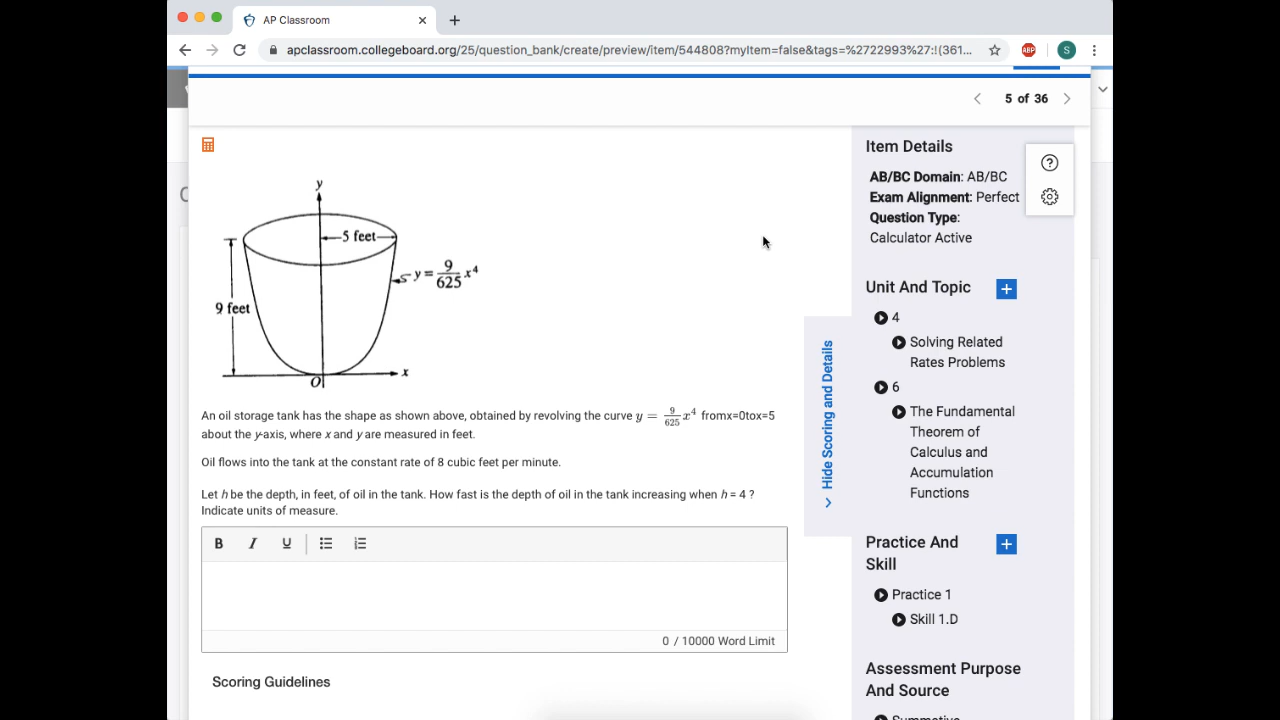 AP Classroom
apclassroom.collegeboard.org/25/question_bank/create/preview/item/544808?myItem=false&tags=%2722993%27:!(361...
ABP
S
5 of 36
y
5 feet
y = 9/625 x⁴
9 feet
O
x
An oil storage tank has the shape as shown above, obtained by revolving the curve y = 9/625 x⁴ fromx=0tox=5
about the y-axis, where x and y are measured in feet.
Oil flows into the tank at the constant rate of 8 cubic feet per minute.
Let h be the depth, in feet, of oil in the tank. How fast is the depth of oil in the tank increasing when h = 4 ?
Indicate units of measure.
B I U
0 / 10000 Word Limit
Scoring Guidelines
Hide Scoring and Details
Item Details
AB/BC Domain: AB/BC
Exam Alignment: Perfect
Question Type:
Calculator Active
Unit And Topic
4
Solving Related
Rates Problems
6
The Fundamental
Theorem of
Calculus and
Accumulation
Functions
Practice And
Skill
Practice 1
Skill 1.D
Assessment Purpose
And Source
Summative